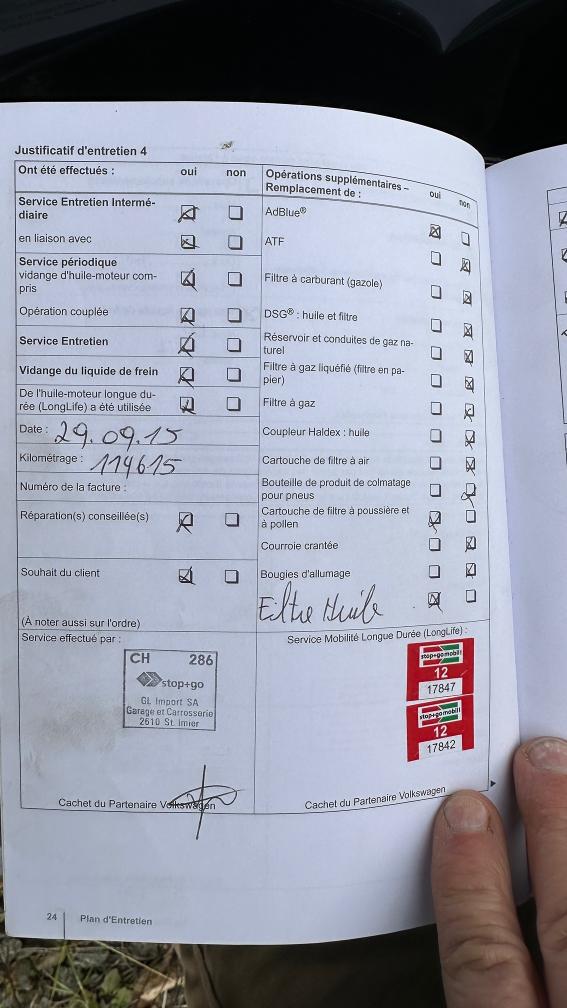 Justificatif d'entretien 4
Ont été effectués : oui non
Service Entretien Intermé-
diaire
en liaison avec
Service périodique
vidange d'huile-moteur com-
pris
Opération couplée
Service Entretien
Vidange du liquide de frein
De l'huile-moteur longue du-
rée (LongLife) a été utilisée
Date : 29.09.15
Kilométrage : 114615
Numéro de la facture :
Réparation(s) conseillée(s)
Souhait du client
(À noter aussi sur l'ordre)
Opérations supplémentaires –
Remplacement de : oui non
AdBlue®
ATF
Filtre à carburant (gazole)
DSG® : huile et filtre
Réservoir et conduites de gaz na-
turel
Filtre à gaz liquéfié (filtre en pa-
pier)
Filtre à gaz
Coupleur Haldex : huile
Cartouche de filtre à air
Bouteille de produit de colmatage
pour pneus
Cartouche de filtre à poussière et
à pollen
Courroie crantée
Bougies d'allumage
Filtre Huile
Service effectué par :
CH 286
stop+go
GL Import SA
Garage et Carrosserie
2610 St. Imier
Cachet du Partenaire Volkswagen
Service Mobilité Longue Durée (LongLife) :
stop+gomobil
12
17847
stop+gomobil
12
17842
Cachet du Partenaire Volkswagen
24 Plan d'Entretien